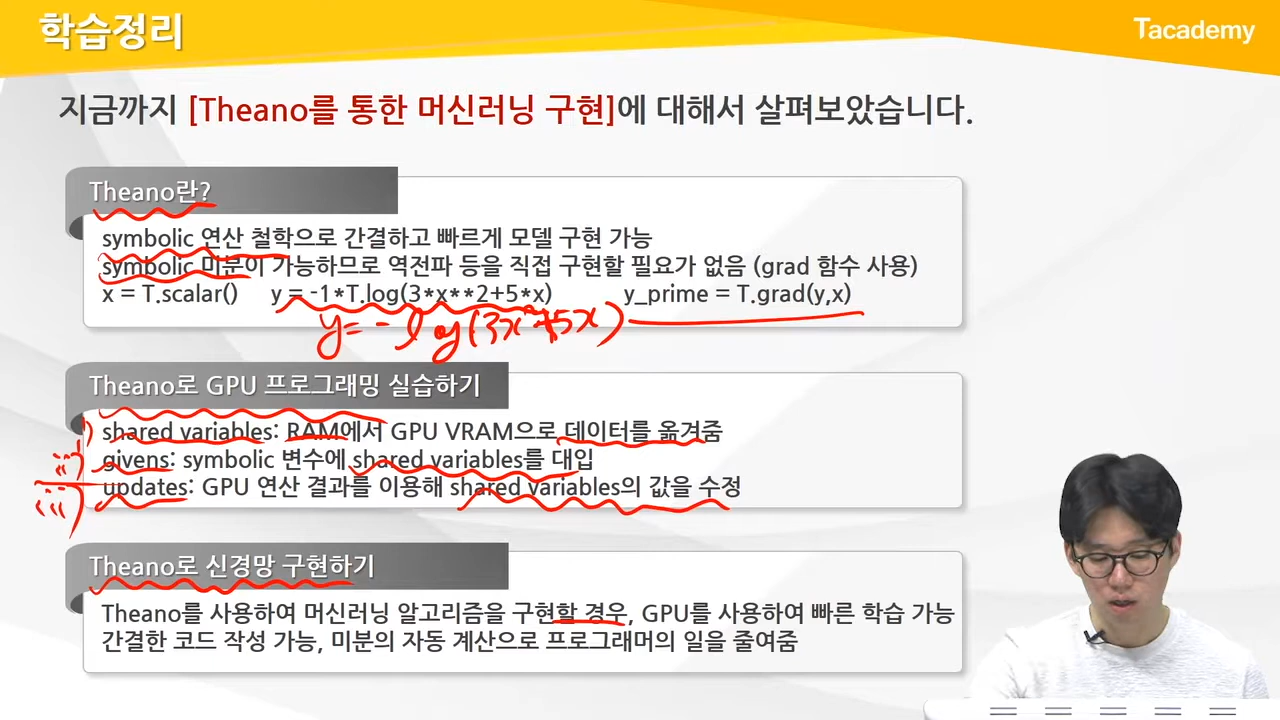 학습정리
Tacademy
지금까지 [Theano를 통한 머신러닝 구현]에 대해서 살펴보았습니다.
Theano란?
symbolic 연산 철학으로 간결하고 빠르게 모델 구현 가능
symbolic 미분이 가능하므로 역전파 등을 직접 구현할 필요가 없음 (grad 함수 사용)
x = T.scalar() y = -1*T.log(3*x**2+5*x) y_prime = T.grad(y,x)
y = -log(3x²+5x)
Theano로 GPU 프로그래밍 실습하기
i) shared variables: RAM에서 GPU VRAM으로 데이터를 옮겨줌
ii) givens: symbolic 변수에 shared variables를 대입
iii) updates: GPU 연산 결과를 이용해 shared variables의 값을 수정
Theano로 신경망 구현하기
Theano를 사용하여 머신러닝 알고리즘을 구현할 경우, GPU를 사용하여 빠른 학습 가능
간결한 코드 작성 가능, 미분의 자동 계산으로 프로그래머의 일을 줄여줌